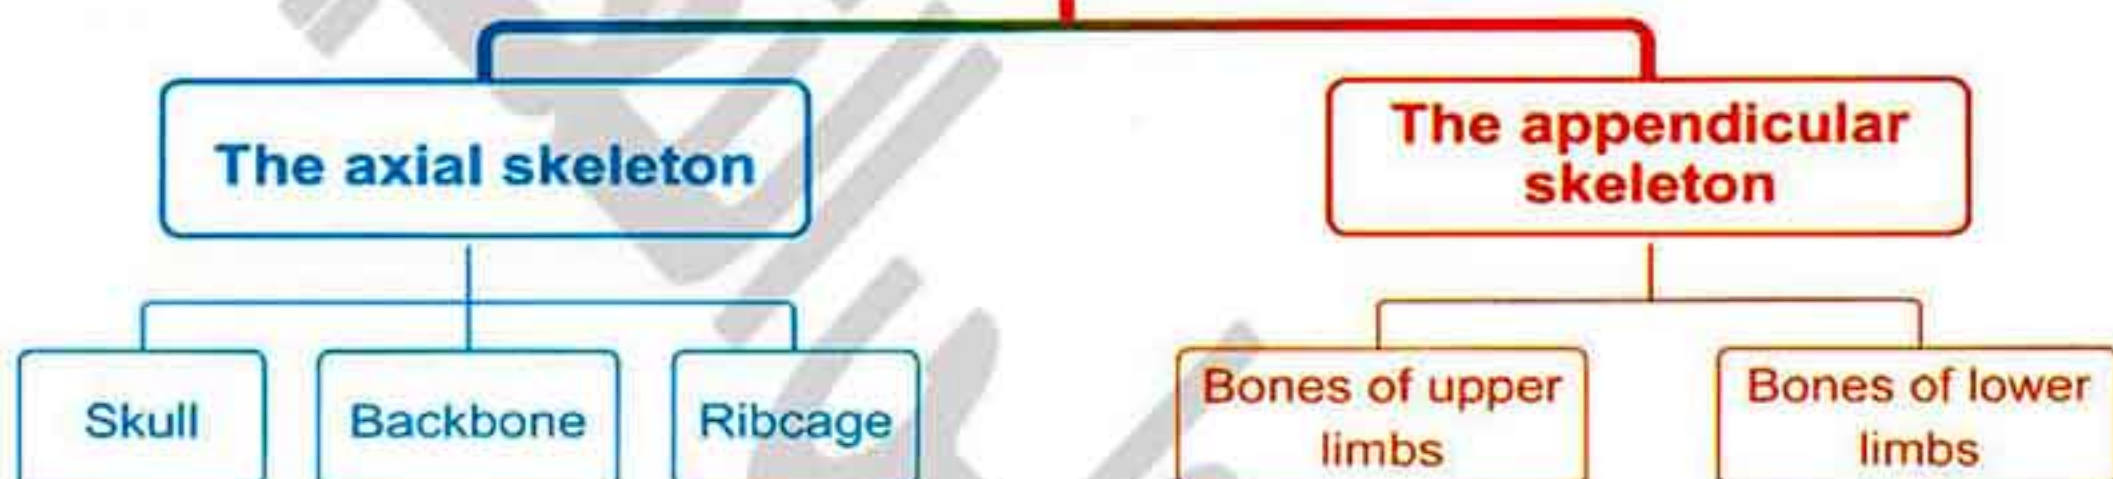 The axial skeleton
The appendicular
skeleton
Skull
Backbone
Ribcage
Bones of upper
limbs
Bones of lower
limbs